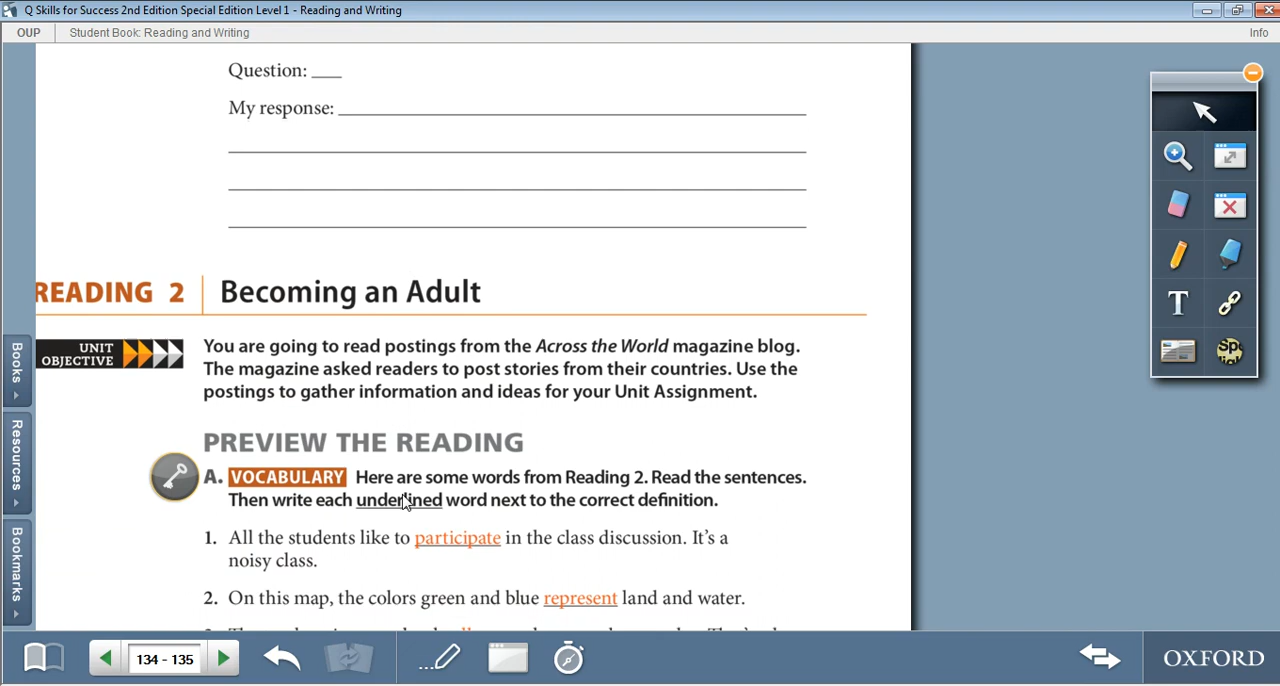 Q Skills for Success 2nd Edition Special Edition Level 1 - Reading and Writing
OUP Student Book: Reading and Writing Info
Question: ___
My response:
READING 2 Becoming an Adult
UNIT OBJECTIVE
You are going to read postings from the Across the World magazine blog.
The magazine asked readers to post stories from their countries. Use the
postings to gather information and ideas for your Unit Assignment.
PREVIEW THE READING
A. VOCABULARY Here are some words from Reading 2. Read the sentences.
Then write each underlined word next to the correct definition.
1. All the students like to participate in the class discussion. It's a
noisy class.
2. On this map, the colors green and blue represent land and water.
Books
Resources
Bookmarks
T
134 - 135
OXFORD